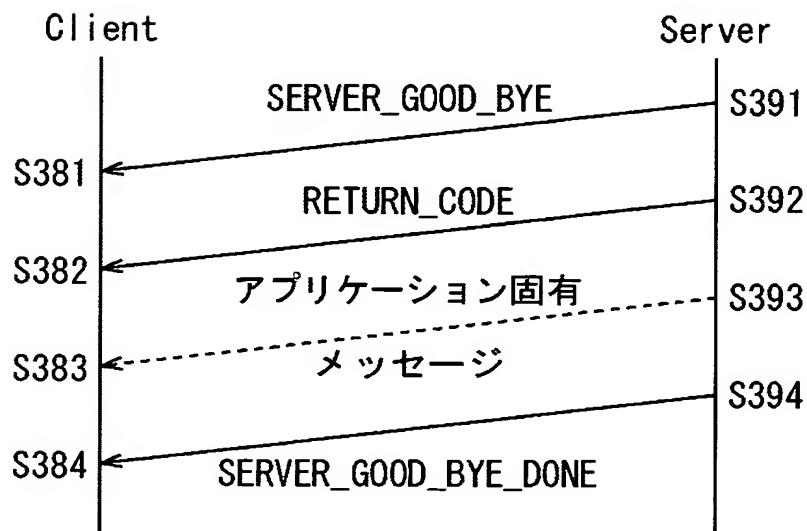 Client
Server
SERVER_GOOD_BYE
S391
S381
RETURN_CODE
S392
S382
アプリケーション固有
S393
S383
メッセージ
S394
S384
SERVER_GOOD_BYE_DONE